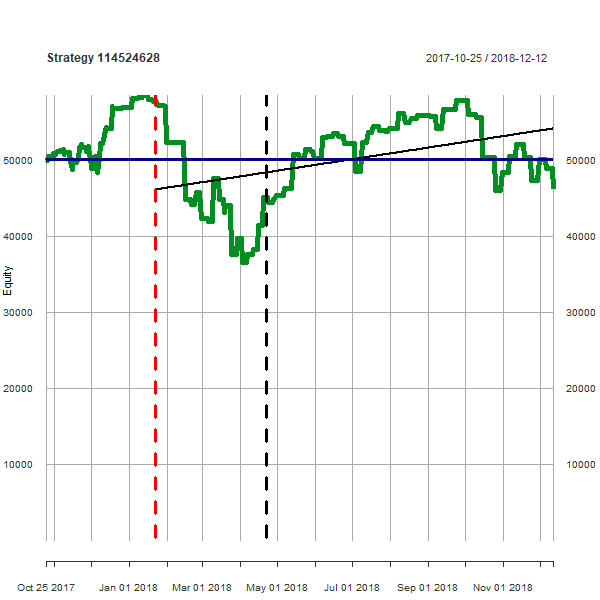 Strategy 114524628
2017-10-25 / 2018-12-12
50000
50000
40000
40000
Equity
30000
30000
20000
20000
10000
10000
Oct 25 2017
Jan 01 2018
Mar 01 2018
May 01 2018
Jul 01 2018
Sep 01 2018
Nov 01 2018